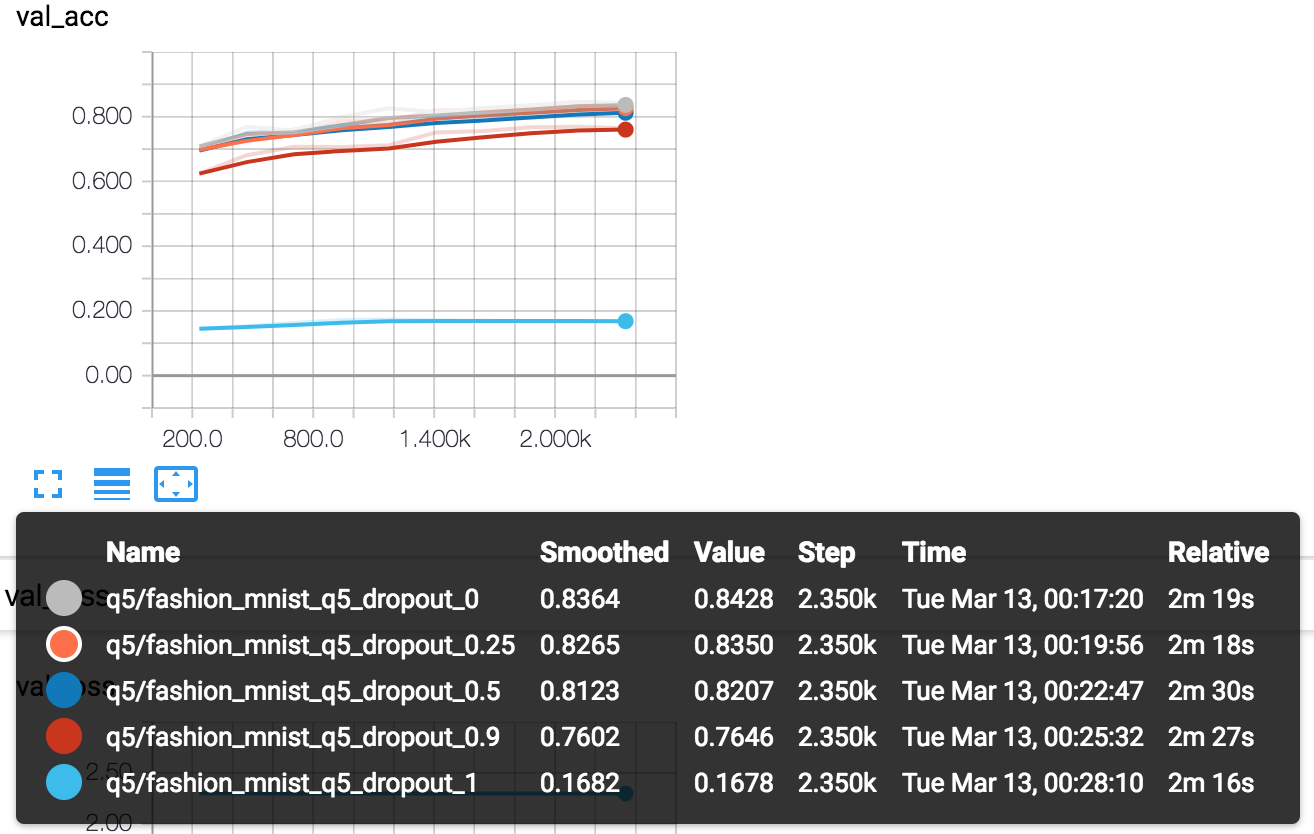 val_acc
0.800
0.600
0.400
0.200
0.00
200.0 800.0 1.400k 2.000k
Name Smoothed Value Step Time Relative
q5/fashion_mnist_q5_dropout_0 0.8364 0.8428 2.350k Tue Mar 13, 00:17:20 2m 19s
q5/fashion_mnist_q5_dropout_0.25 0.8265 0.8350 2.350k Tue Mar 13, 00:19:56 2m 18s
q5/fashion_mnist_q5_dropout_0.5 0.8123 0.8207 2.350k Tue Mar 13, 00:22:47 2m 30s
q5/fashion_mnist_q5_dropout_0.9 0.7602 0.7646 2.350k Tue Mar 13, 00:25:32 2m 27s
2.50
q5/fashion_mnist_q5_dropout_1 0.1682 0.1678 2.350k Tue Mar 13, 00:28:10 2m 16s
2.00